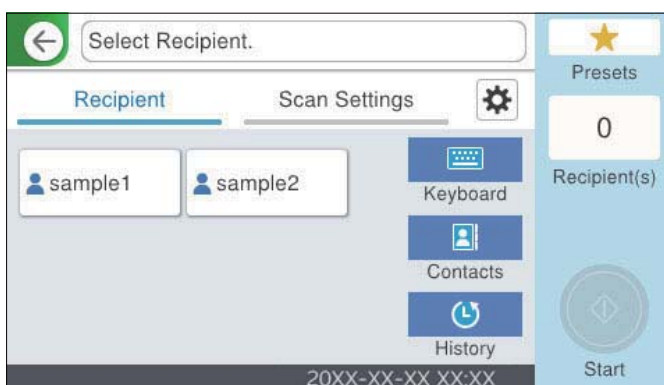 Select Recipient.
Presets
Recipient
Scan Settings
0
Recipient(s)
sample1
sample2
Keyboard
Contacts
History
Start
20XX-XX-XX XX:XX